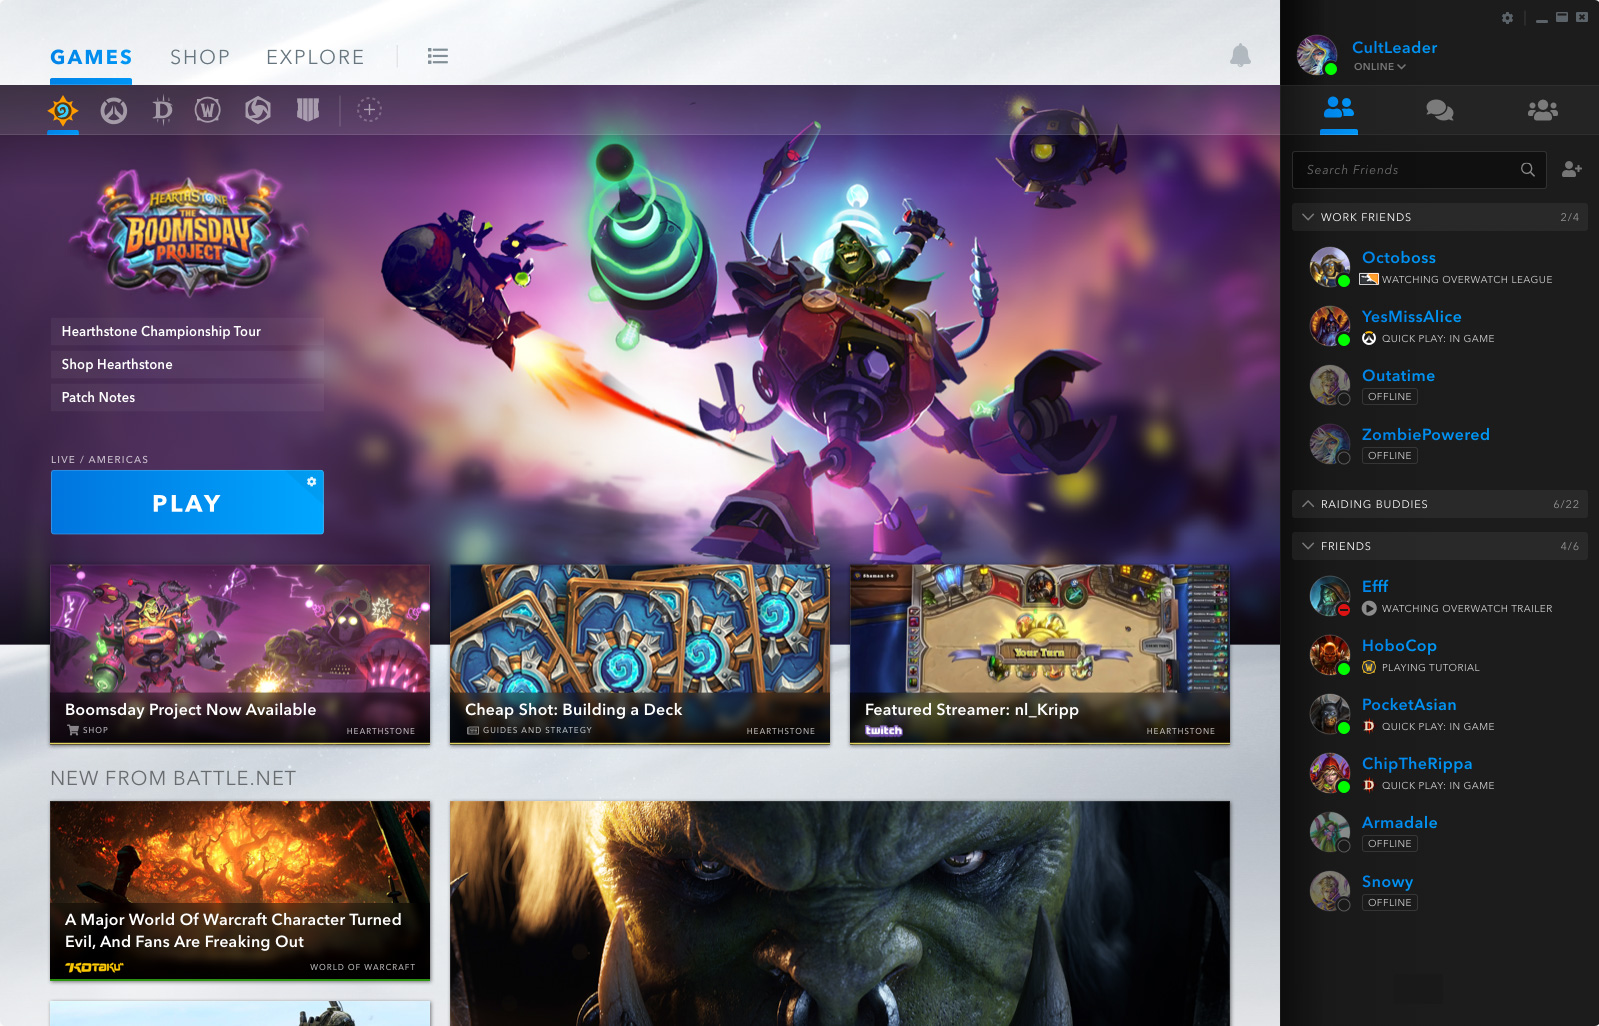 GAMES
SHOP
EXPLORE
HEARTHSTONE
THE
BOOMSDAY
PROJECT
Hearthstone Championship Tour
Shop Hearthstone
Patch Notes
LIVE / AMERICAS
PLAY
Boomsday Project Now Available
SHOP
HEARTHSTONE
Cheap Shot: Building a Deck
GUIDES AND STRATEGY
HEARTHSTONE
Your Turn
Featured Streamer: nl_Kripp
twitch
HEARTHSTONE
NEW FROM BATTLE.NET
A Major World Of Warcraft Character Turned
Evil, And Fans Are Freaking Out
KOTAKU
WORLD OF WARCRAFT
CultLeader
ONLINE
Search Friends
WORK FRIENDS 2/4
Octoboss
WATCHING OVERWATCH LEAGUE
YesMissAlice
QUICK PLAY: IN GAME
Outatime
OFFLINE
ZombiePowered
OFFLINE
RAIDING BUDDIES 6/22
FRIENDS 4/6
Efff
WATCHING OVERWATCH TRAILER
HoboCop
PLAYING TUTORIAL
PocketAsian
QUICK PLAY: IN GAME
ChipTheRippa
QUICK PLAY: IN GAME
Armadale
OFFLINE
Snowy
OFFLINE